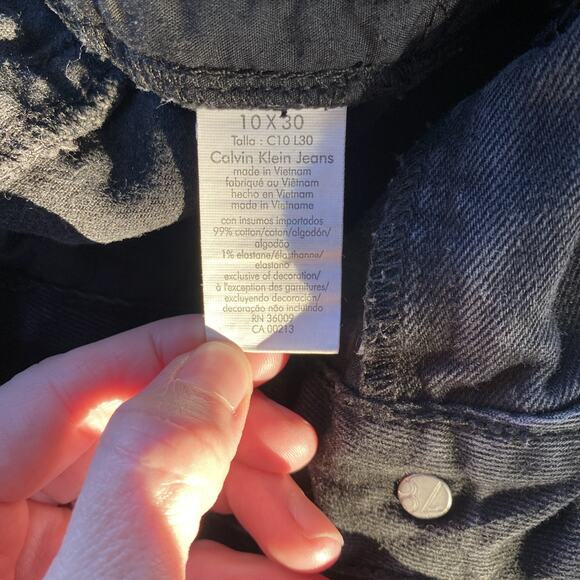 10 X 30
Talla : C10 L30
Calvin Klein Jeans
made in Vietnam
fabriqué au Viêtnam
hecho en Vietnam
made in Vietname
con insumos importados
99% cotton/coton/algodón/
algodão
1% elastane/élasthanne/
elastano
exclusive of decoration/
à l'exception des garnitures/
excluyendo decoración/
decoração não incluindo
RN 36009
CA 00213